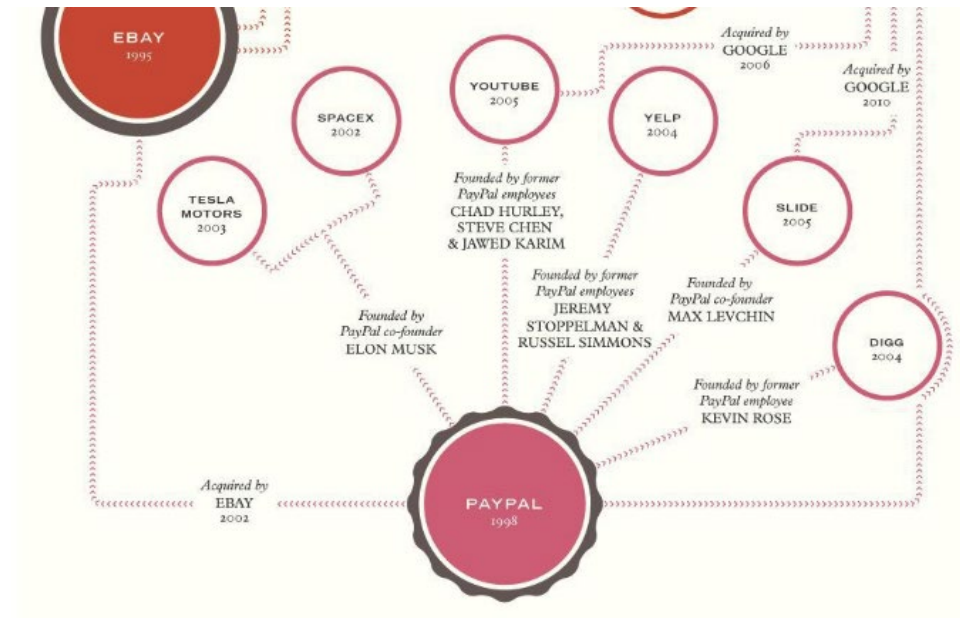 EBAY
1995
Acquired by
GOOGLE
2006
Acquired by
GOOGLE
2010
YOUTUBE
2005
SPACEX
2002
YELP
2004
TESLA
MOTORS
2003
SLIDE
2005
Founded by former
PayPal employees
CHAD HURLEY,
STEVE CHEN
& JAWED KARIM
Founded by former
PayPal employees
JEREMY
STOPPELMAN &
RUSSEL SIMMONS
Founded by
PayPal co-founder
MAX LEVCHIN
Founded by
PayPal co-founder
ELON MUSK
DIGG
2004
Founded by former
PayPal employee
KEVIN ROSE
Acquired by
EBAY
2002
PAYPAL
1998